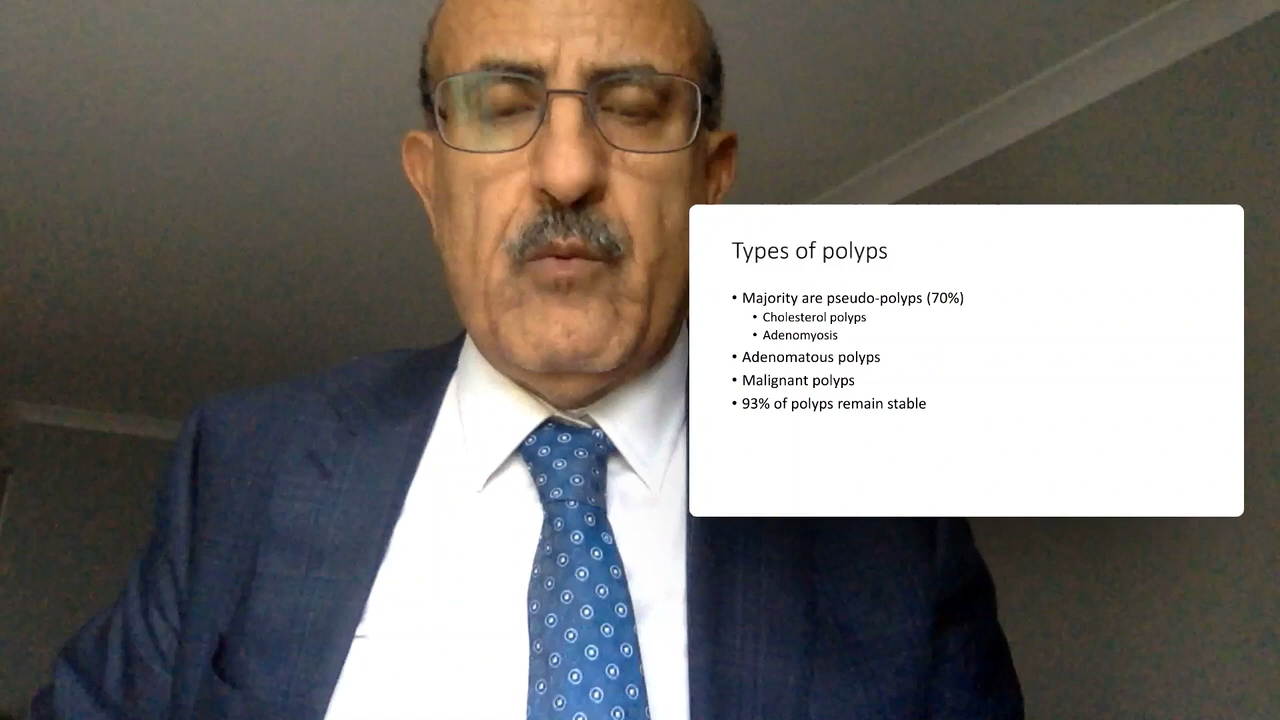 Types of polyps
• Majority are pseudo-polyps (70%)
• Cholesterol polyps
• Adenomyosis
• Adenomatous polyps
• Malignant polyps
• 93% of polyps remain stable